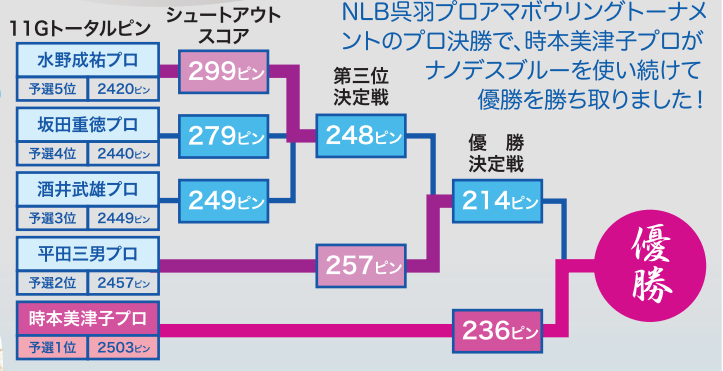 NLB呉羽プロアマボウリングトーナメ
ントのプロ決勝で、時本美津子プロが
ナノデスブルーを使い続けて
優勝を勝ち取りました！
11Gトータルピン
シュートアウト
スコア
水野成祐プロ
予選5位 2420ピン
299ピン
第三位
決定戦
坂田重徳プロ
予選4位 2440ピン
279ピン
248ピン
優 勝
決定戦
酒井武雄プロ
予選3位 2449ピン
249ピン
214ピン
平田三男プロ
予選2位 2457ピン
257ピン
優勝
時本美津子プロ
予選1位 2503ピン
236ピン